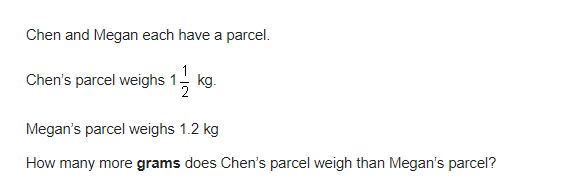 Chen and Megan each have a parcel.
Chen's parcel weighs 1 1/2 kg.
Megan's parcel weighs 1.2 kg
How many more grams does Chen's parcel weigh than Megan's parcel?